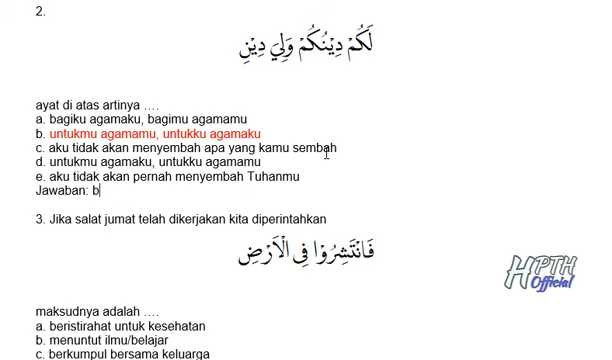 2.
لَكُمْ دِيْنُكُمْ وَلِيَ دِيْنِ
ayat di atas artinya ….
a. bagiku agamaku, bagimu agamamu
b. untukmu agamamu, untukku agamaku
c. aku tidak akan menyembah apa yang kamu sembah
d. untukmu agamaku, untukku agamamu
e. aku tidak akan pernah menyembah Tuhanmu
Jawaban: b
3. Jika salat jumat telah dikerjakan kita diperintahkan
فَانْتَشِرُوْا فِى الْاَرْضِ
HPTH
Official
maksudnya adalah ….
a. beristirahat untuk kesehatan
b. menuntut ilmu/belajar
c. berkumpul bersama keluarga